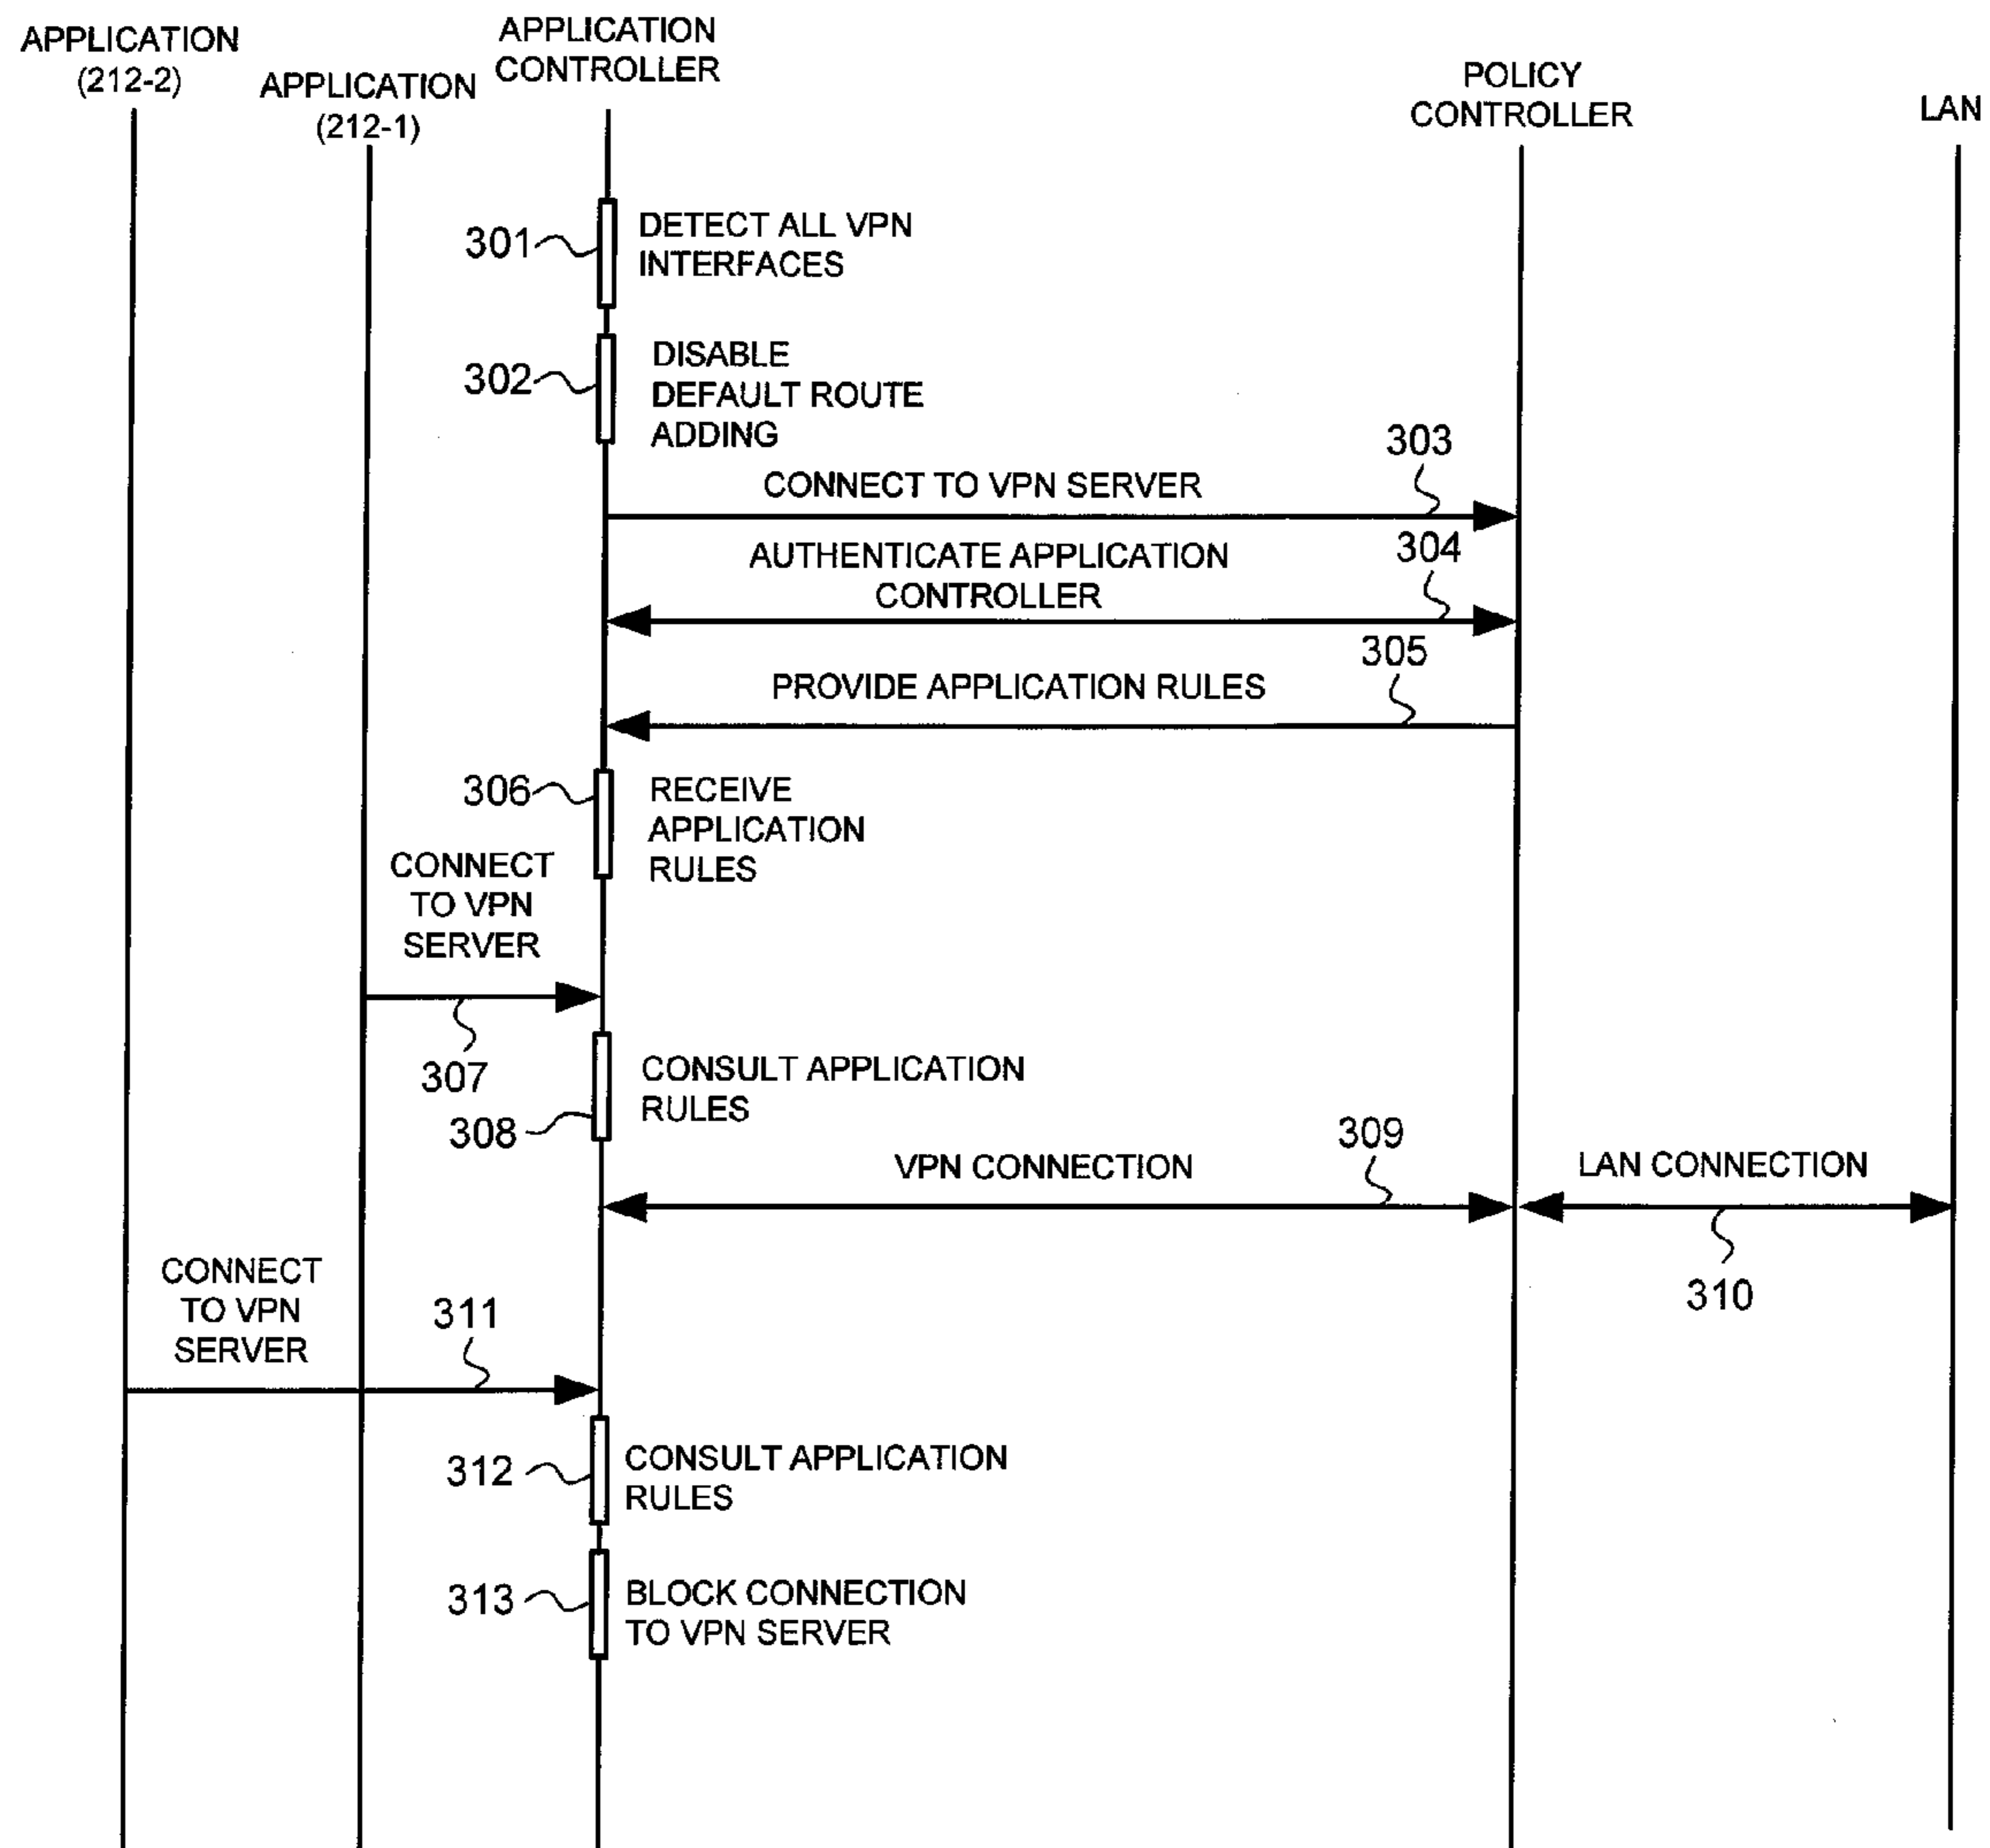 APPLICATION
(212-2)
APPLICATION
(212-1)
APPLICATION
CONTROLLER
POLICY
CONTROLLER
LAN
301
DETECT ALL VPN
INTERFACES
302
DISABLE
DEFAULT ROUTE
ADDING
303
CONNECT TO VPN SERVER
304
AUTHENTICATE APPLICATION
CONTROLLER
305
PROVIDE APPLICATION RULES
306
RECEIVE
APPLICATION
RULES
CONNECT
TO VPN
SERVER
307
308
CONSULT APPLICATION
RULES
309
VPN CONNECTION
LAN CONNECTION
310
CONNECT
TO VPN
SERVER
311
312
CONSULT APPLICATION
RULES
313
BLOCK CONNECTION
TO VPN SERVER